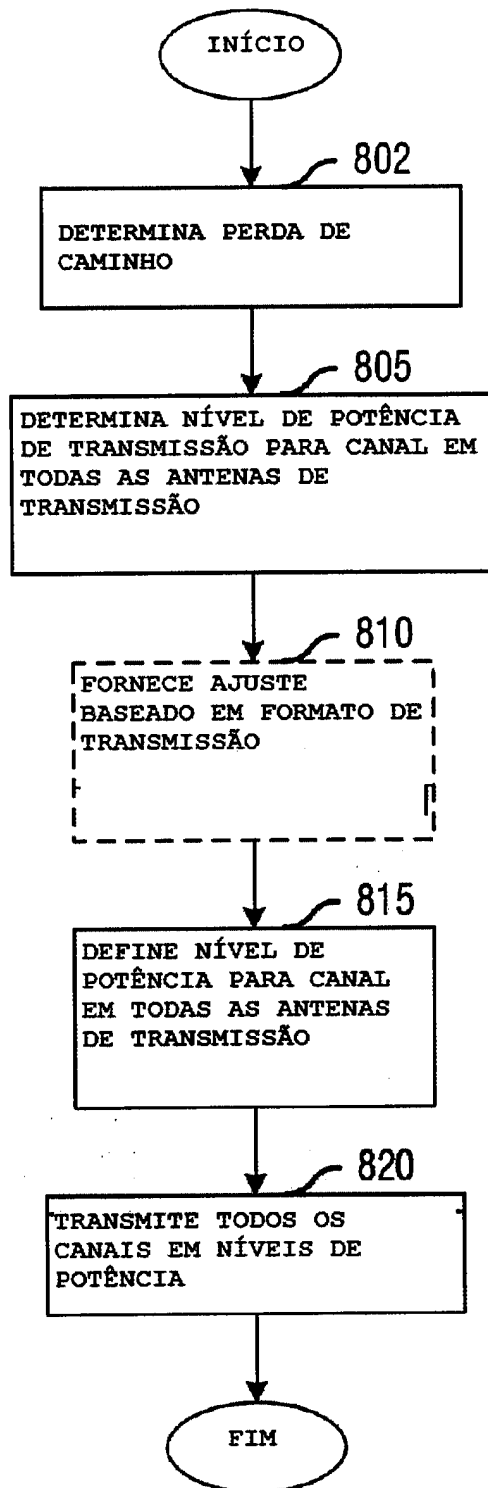 INÍCIO
802
DETERMINA PERDA DE
CAMINHO
805
DETERMINA NÍVEL DE POTÊNCIA
DE TRANSMISSÃO PARA CANAL EM
TODAS AS ANTENAS DE
TRANSMISSÃO
810
FORNECE AJUSTE
BASEADO EM FORMATO DE
TRANSMISSÃO
815
DEFINE NÍVEL DE
POTÊNCIA PARA CANAL
EM TODAS AS ANTENAS
DE TRANSMISSÃO
820
TRANSMITE TODOS OS
CANAIS EM NÍVEIS DE
POTÊNCIA
FIM